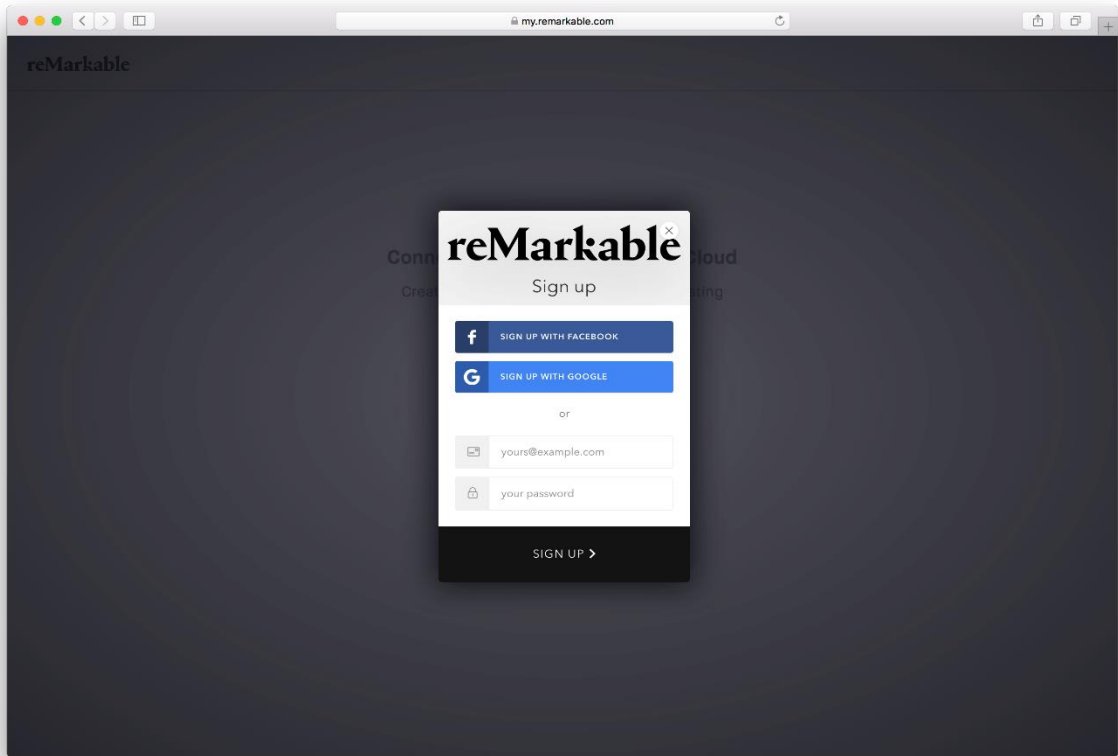 my.remarkable.com
reMarkable
reMarkable
Sign up
Cloud
SIGN UP WITH FACEBOOK
SIGN UP WITH GOOGLE
or
yours@example.com
your password
SIGN UP